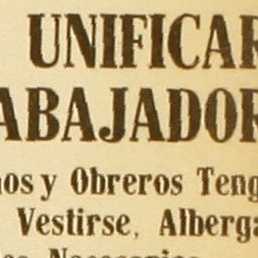 UNIFICAR
ABAJADOR
nos y Obreros Teng
Vestirse, Alberga